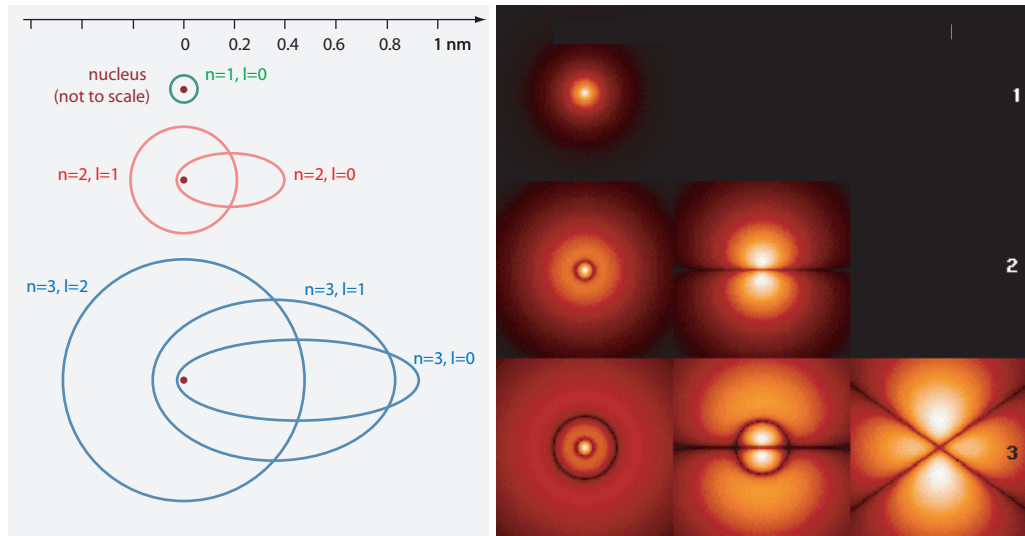 0 0.2 0.4 0.6 0.8 1 nm
nucleus
(not to scale)
n=1, l=0
n=2, l=1
n=2, l=0
n=3, l=2
n=3, l=1
n=3, l=0
1
2
3